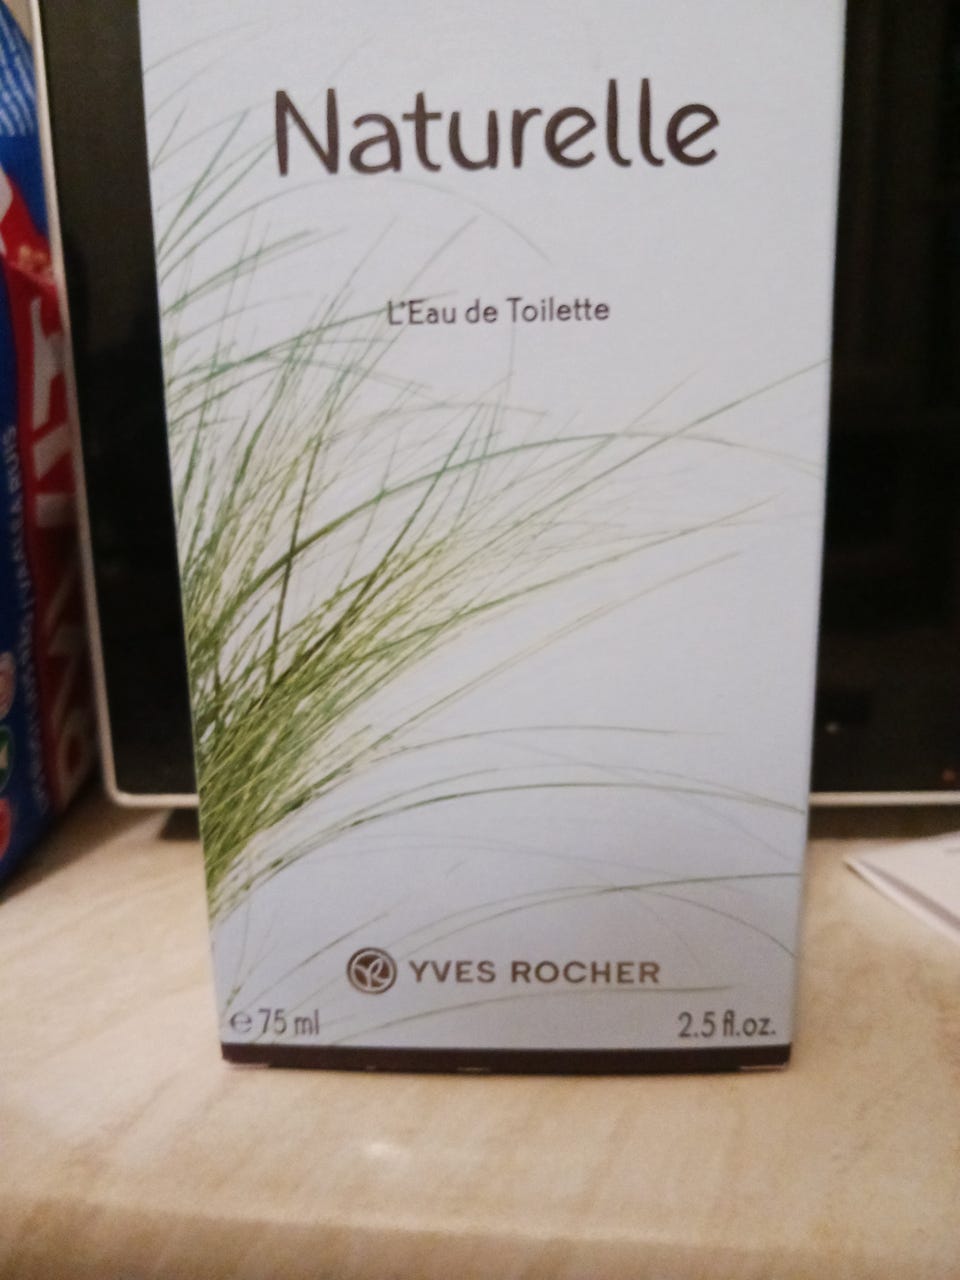 Naturelle
L'Eau de Toilette
YVES ROCHER
℮ 75 ml
2.5 fl.oz.